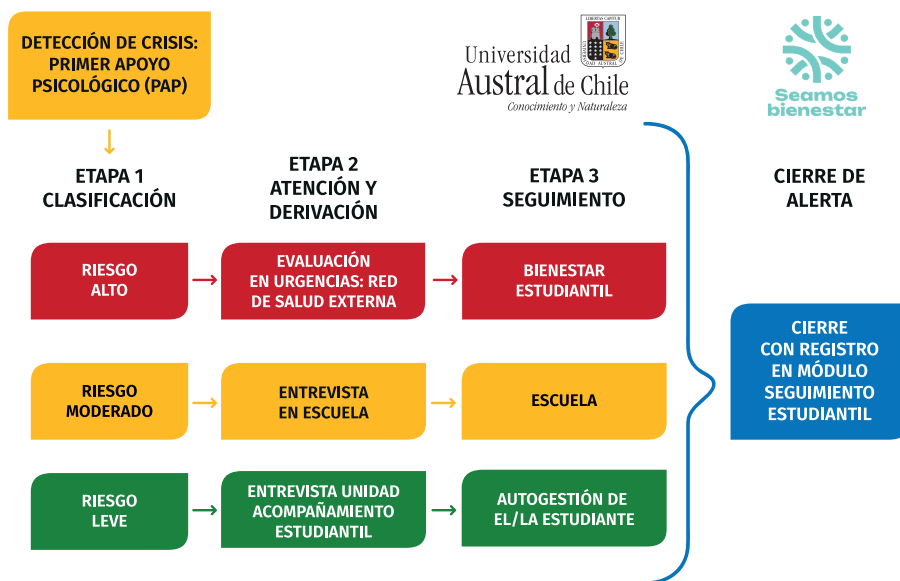 DETECCIÓN DE CRISIS:
PRIMER APOYO
PSICOLÓGICO (PAP)
Universidad
Austral de Chile
Conocimiento y Naturaleza
Seamos
bienestar
ETAPA 1
CLASIFICACIÓN
ETAPA 2
ATENCIÓN Y
DERIVACIÓN
ETAPA 3
SEGUIMIENTO
CIERRE DE
ALERTA
RIESGO
ALTO
EVALUACIÓN
EN URGENCIAS: RED
DE SALUD EXTERNA
BIENESTAR
ESTUDIANTIL
RIESGO
MODERADO
ENTREVISTA
EN ESCUELA
ESCUELA
RIESGO
LEVE
ENTREVISTA UNIDAD
ACOMPAÑAMIENTO
ESTUDIANTIL
AUTOGESTIÓN DE
EL/LA ESTUDIANTE
CIERRE
CON REGISTRO
EN MÓDULO
SEGUIMIENTO
ESTUDIANTIL